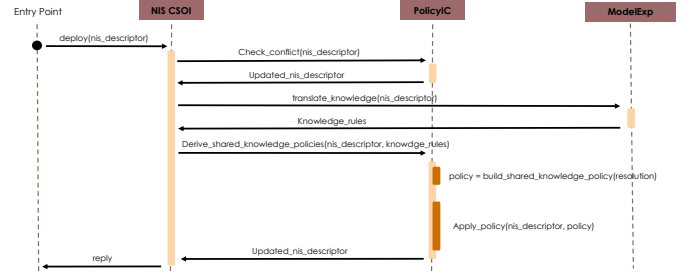 Entry Point
NIS CSOI
PolicyIC
ModelExp
deploy(nis_descriptor)
Check_conflict(nis_descriptor)
Updated_nis_descriptor
translate_knowledge(nis_descriptor)
Knowledge_rules
Derive_shared_knowledge_policies(nis_descriptor, knowdge_rules)
policy = build_shared_knowledge_policy(resolution)
Apply_policy(nis_descriptor, policy)
Updated_nis_descriptor
reply